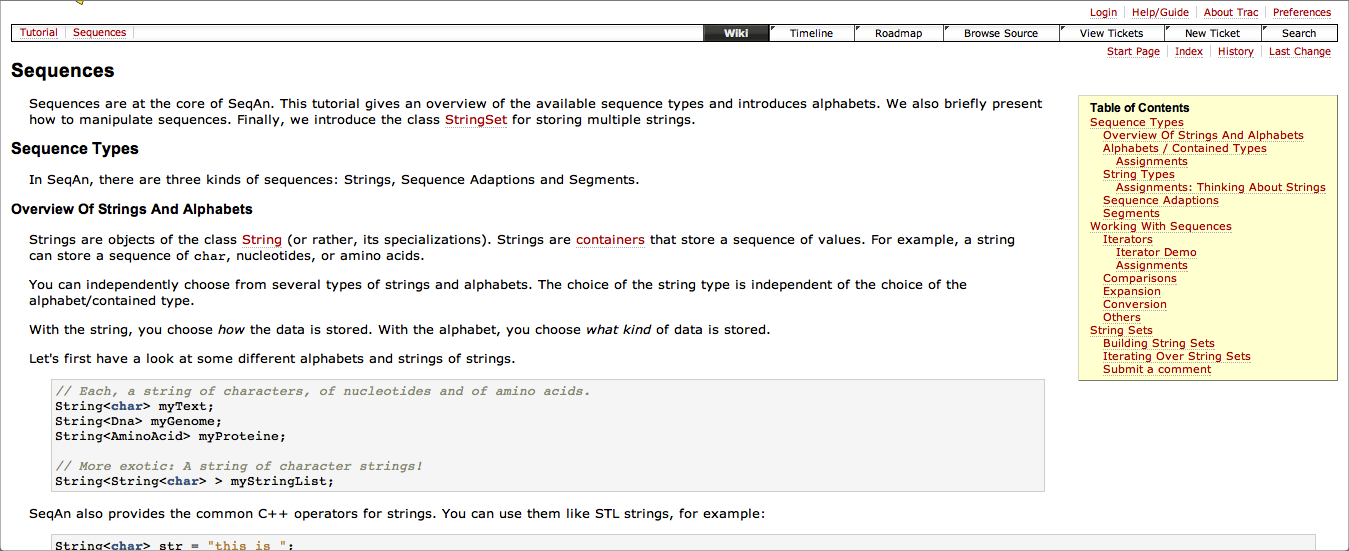 Login Help/Guide About Trac Preferences
Tutorial Sequences Wiki Timeline Roadmap Browse Source View Tickets New Ticket Search
Start Page Index History Last Change
Sequences
Sequences are at the core of SeqAn. This tutorial gives an overview of the available sequence types and introduces alphabets. We also briefly present
how to manipulate sequences. Finally, we introduce the class StringSet for storing multiple strings.
Sequence Types
In SeqAn, there are three kinds of sequences: Strings, Sequence Adaptions and Segments.
Overview Of Strings And Alphabets
Strings are objects of the class String (or rather, its specializations). Strings are containers that store a sequence of values. For example, a string
can store a sequence of char, nucleotides, or amino acids.
You can independently choose from several types of strings and alphabets. The choice of the string type is independent of the choice of the
alphabet/contained type.
With the string, you choose how the data is stored. With the alphabet, you choose what kind of data is stored.
Let's first have a look at some different alphabets and strings of strings.
// Each, a string of characters, of nucleotides and of amino acids.
String<char> myText;
String<Dna> myGenome;
String<AminoAcid> myProteine;
// More exotic: A string of character strings!
String<String<char> > myStringList;
SeqAn also provides the common C++ operators for strings. You can use them like STL strings, for example:
String<char> str = "this is ";
Table of Contents
Sequence Types
Overview Of Strings And Alphabets
Alphabets / Contained Types
Assignments
String Types
Assignments: Thinking About Strings
Sequence Adaptions
Segments
Working With Sequences
Iterators
Iterator Demo
Assignments
Comparisons
Expansion
Conversion
Others
String Sets
Building String Sets
Iterating Over String Sets
Submit a comment